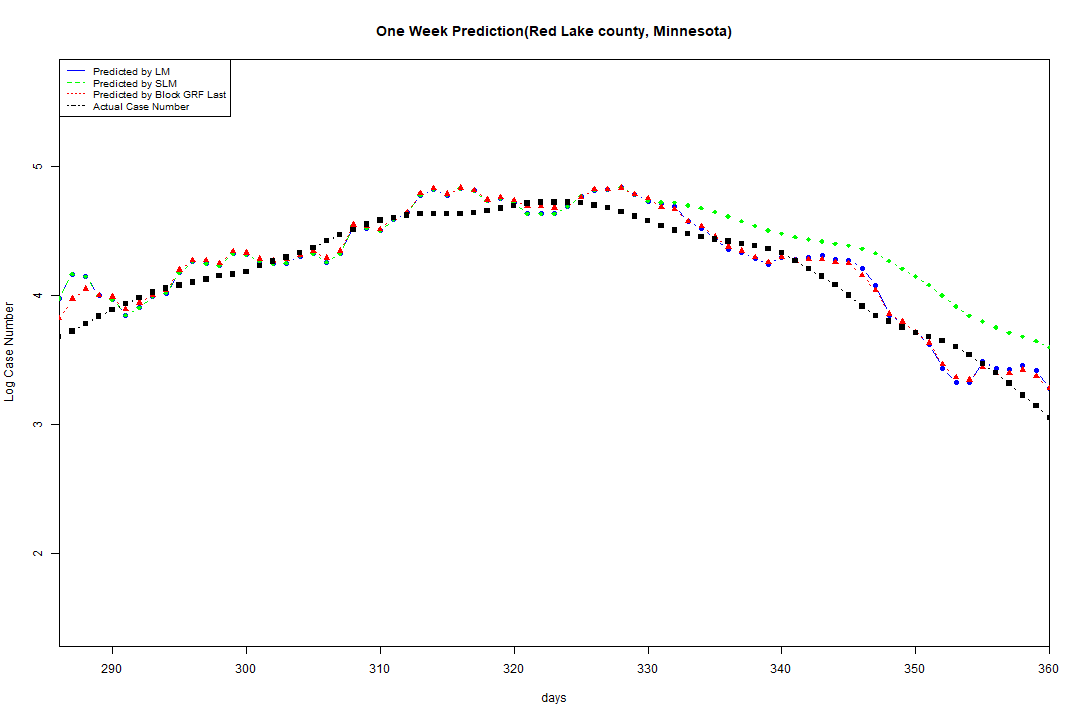 One Week Prediction(Red Lake county, Minnesota)
Predicted by LM
Predicted by SLM
Predicted by Block GRF Last
Actual Case Number
5
4
3
2
Log Case Number
290 300 310 320 330 340 350 360
days